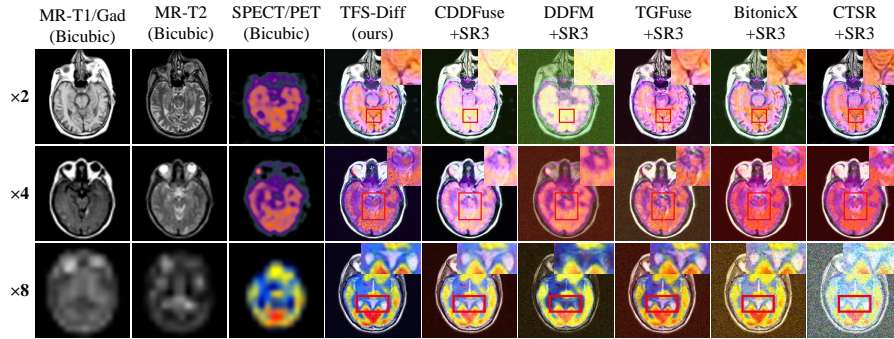 MR-T1/Gad MR-T2 SPECT/PET TFS-Diff CDDFuse DDFM TGFuse BitonicX CTSR
(Bicubic) (Bicubic) (Bicubic) (ours) +SR3 +SR3 +SR3 +SR3 +SR3
×2
×4
×8